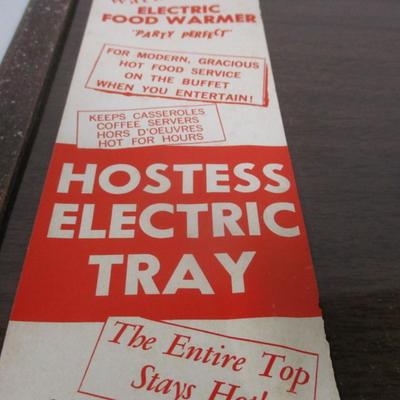 ELECTRIC
FOOD WARMER
"PARTY PERFECT"
FOR MODERN, GRACIOUS
HOT FOOD SERVICE
ON THE BUFFET
WHEN YOU ENTERTAIN!
KEEPS CASSEROLES
COFFEE SERVERS
HORS D'OEUVRES
HOT FOR HOURS
HOSTESS
ELECTRIC
TRAY
The Entire Top
Stays Hot!